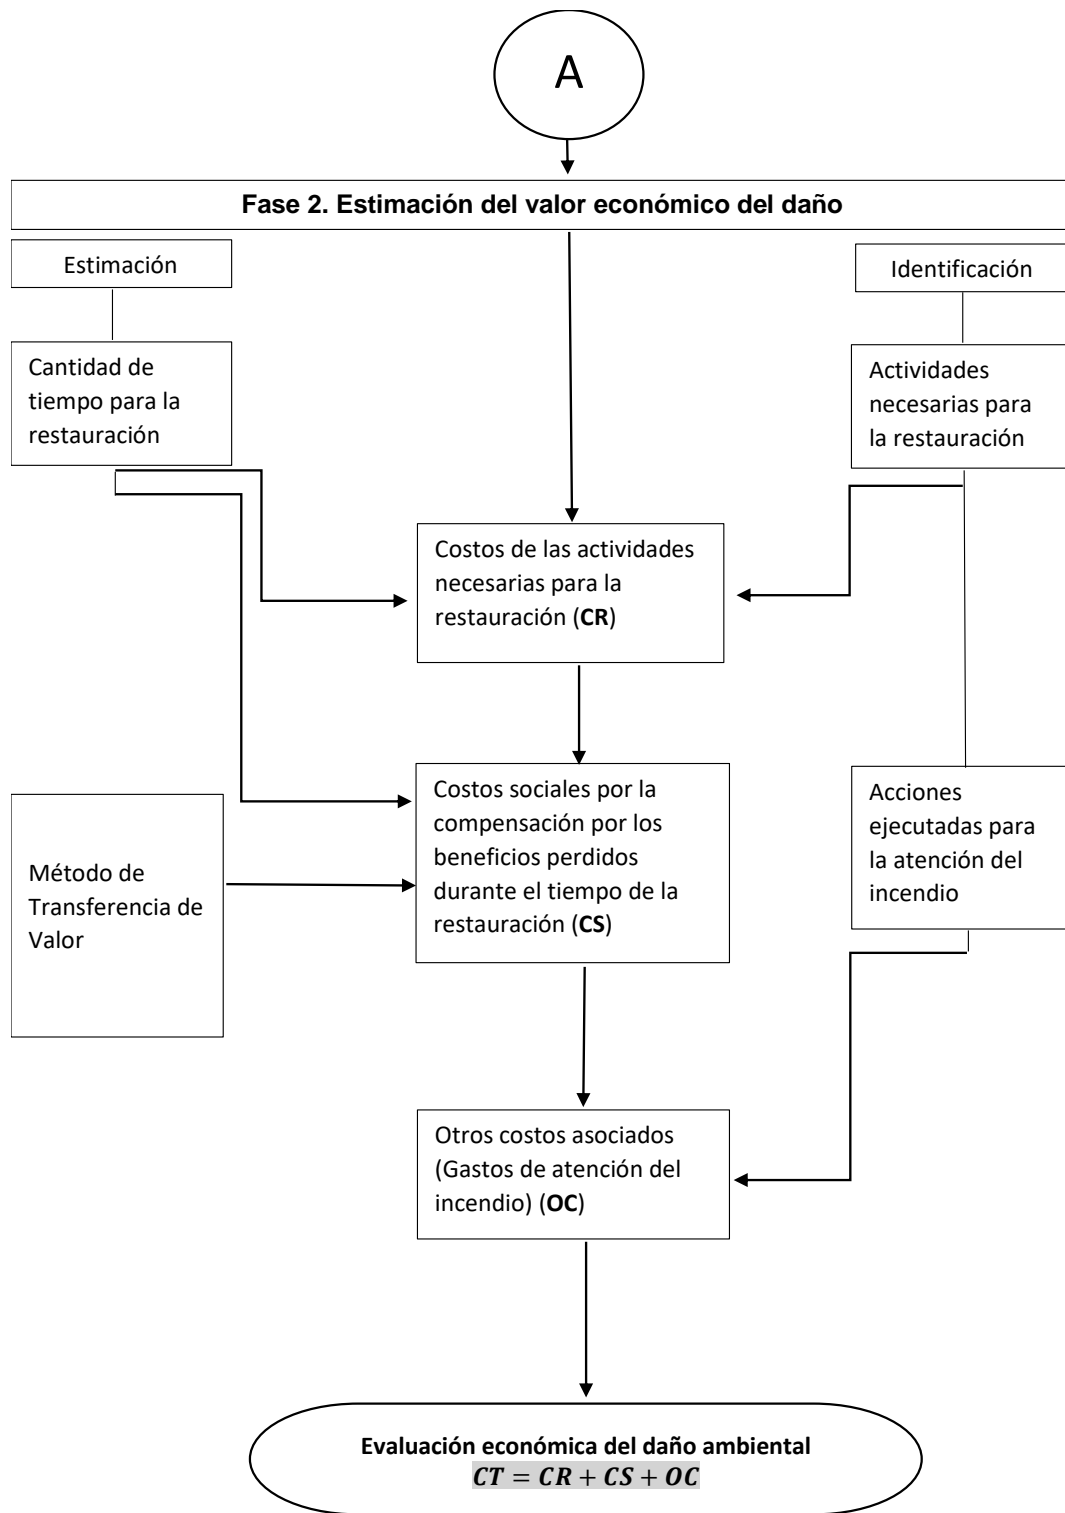 A
Fase 2. Estimación del valor económico del daño
Estimación
Identificación
Cantidad de
tiempo para la
restauración
Actividades
necesarias para
la restauración
Costos de las actividades
necesarias para la
restauración (CR)
Costos sociales por la
compensación por los
beneficios perdidos
durante el tiempo de la
restauración (CS)
Acciones
ejecutadas para
la atención del
incendio
Método de
Transferencia de
Valor
Otros costos asociados
(Gastos de atención del
incendio) (OC)
Evaluación económica del daño ambiental
CT = CR + CS + OC